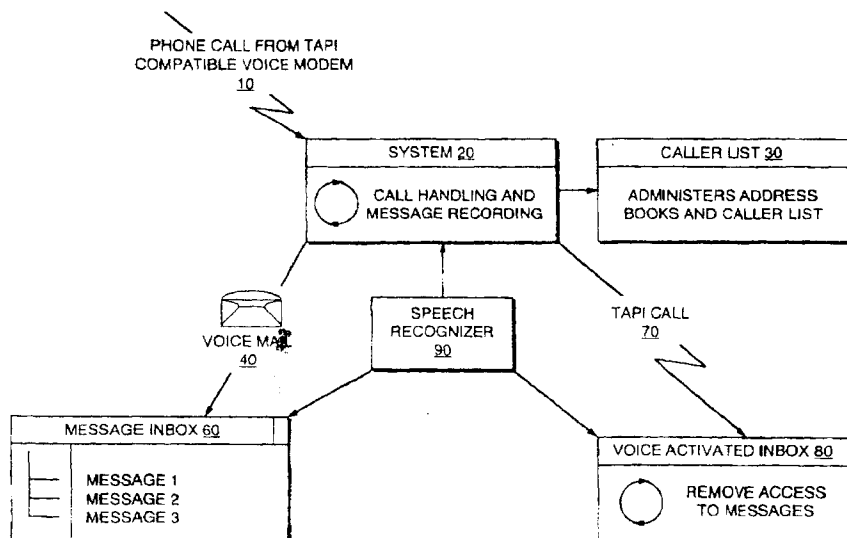 PHONE CALL FROM TAPI
COMPATIBLE VOICE MODEM
10
SYSTEM 20
CALL HANDLING AND
MESSAGE RECORDING
CALLER LIST 30
ADMINISTERS ADDRESS
BOOKS AND CALLER LIST
VOICE MAIL
40
SPEECH
RECOGNIZER
90
TAPI CALL
70
MESSAGE INBOX 60
MESSAGE 1
MESSAGE 2
MESSAGE 3
VOICE ACTIVATED INBOX 80
REMOVE ACCESS
TO MESSAGES